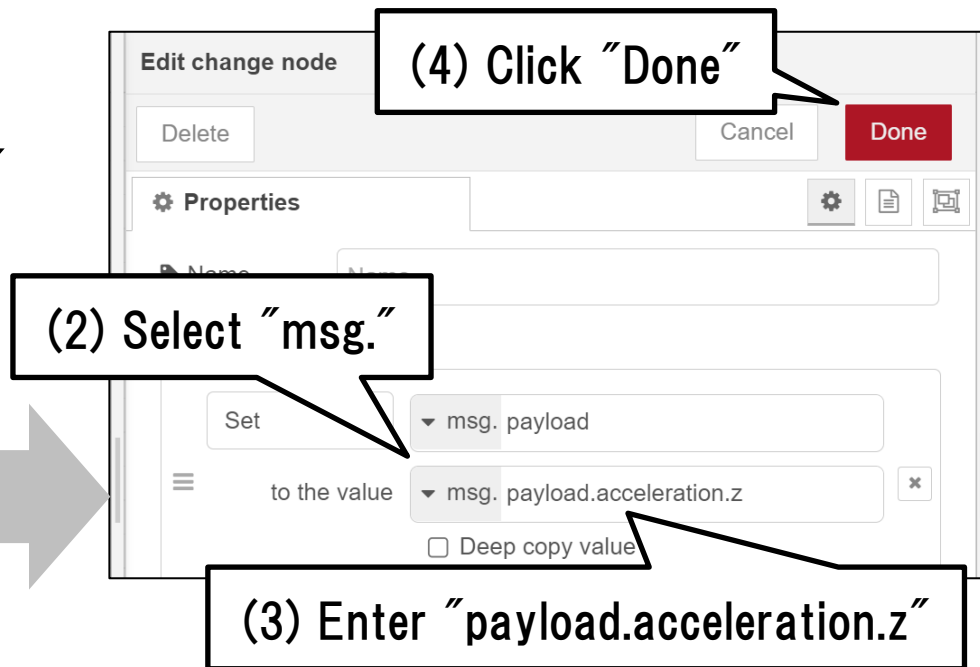 Edit change node
(4) Click ″Done″
Delete
Cancel
Done
Properties
Name
(2) Select ″msg.″
Set
msg. payload
to the value
msg. payload.acceleration.z
Deep copy value
(3) Enter ″payload.acceleration.z″